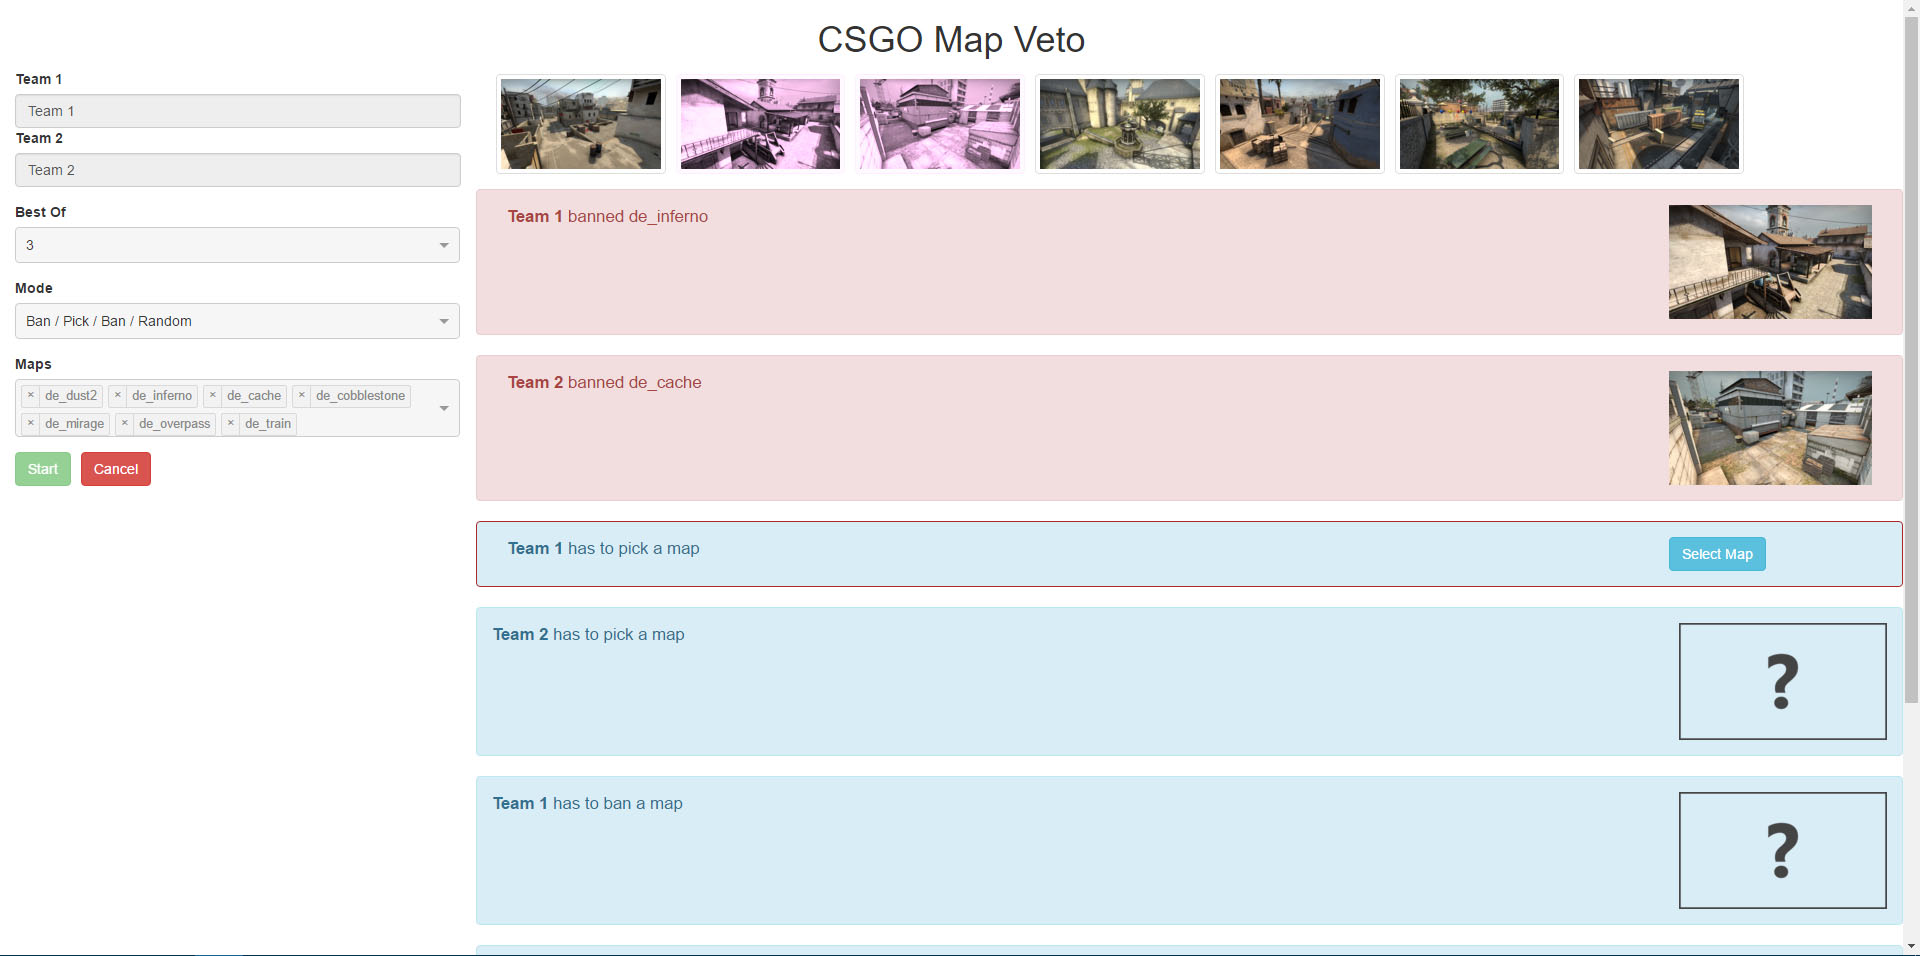 CSGO Map Veto
Team 1
Team 1
Team 2
Team 2
Best Of
3
Mode
Ban / Pick / Ban / Random
Maps
× de_dust2 × de_inferno × de_cache × de_cobblestone
× de_mirage × de_overpass × de_train
Start Cancel
Team 1 banned de_inferno
Team 2 banned de_cache
Team 1 has to pick a map
Select Map
Team 2 has to pick a map
?
Team 1 has to ban a map
?